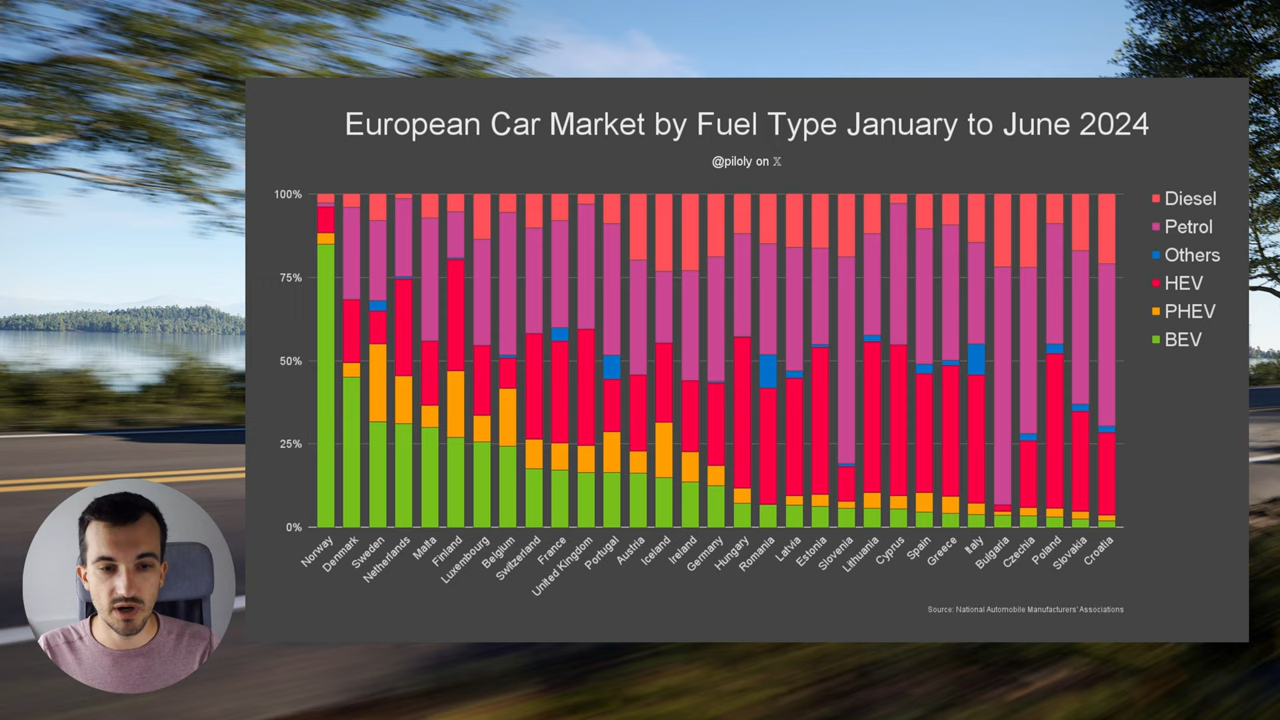 European Car Market by Fuel Type January to June 2024
@piloly on 𝕏
100%
75%
50%
25%
0%
Diesel
Petrol
Others
HEV
PHEV
BEV
Norway
Denmark
Sweden
Netherlands
Malta
Finland
Luxembourg
Belgium
Switzerland
France
United Kingdom
Portugal
Austria
Iceland
Ireland
Germany
Hungary
Romania
Latvia
Estonia
Slovenia
Lithuania
Cyprus
Spain
Greece
Italy
Bulgaria
Czechia
Poland
Slovakia
Croatia
Source: National Automobile Manufacturers' Associations